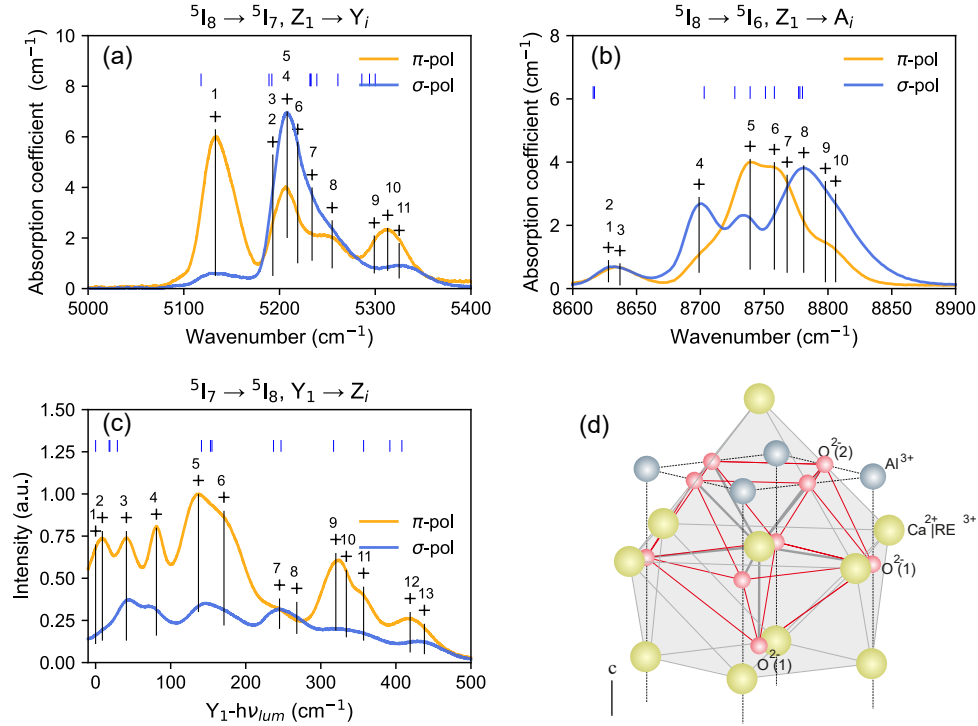 ⁵I₈ → ⁵I₇, Z₁ → Yᵢ
(a)
π-pol
σ-pol
Absorption coefficient (cm⁻¹)
10
8
6
4
2
0
1
2
3
4
5
6
7
8
9
10
11
5000
5100
5200
5300
5400
Wavenumber (cm⁻¹)
⁵I₈ → ⁵I₆, Z₁ → Aᵢ
(b)
π-pol
σ-pol
Absorption coefficient (cm⁻¹)
8
6
4
2
0
2
1
3
4
5
6
7
8
9
10
8600
8650
8700
8750
8800
8850
8900
Wavenumber (cm⁻¹)
⁵I₇ → ⁵I₈, Y₁ → Zᵢ
(c)
π-pol
σ-pol
Intensity (a.u.)
1.50
1.25
1.00
0.75
0.50
0.25
0.00
1
2
3
4
5
6
7
8
9
10
11
12
13
0
100
200
300
400
500
Y₁-hν_lum (cm⁻¹)
(d)
O²⁻(2)
Al³⁺
Ca²⁺|RE³⁺
O²⁻(1)
O²⁻(1)
c